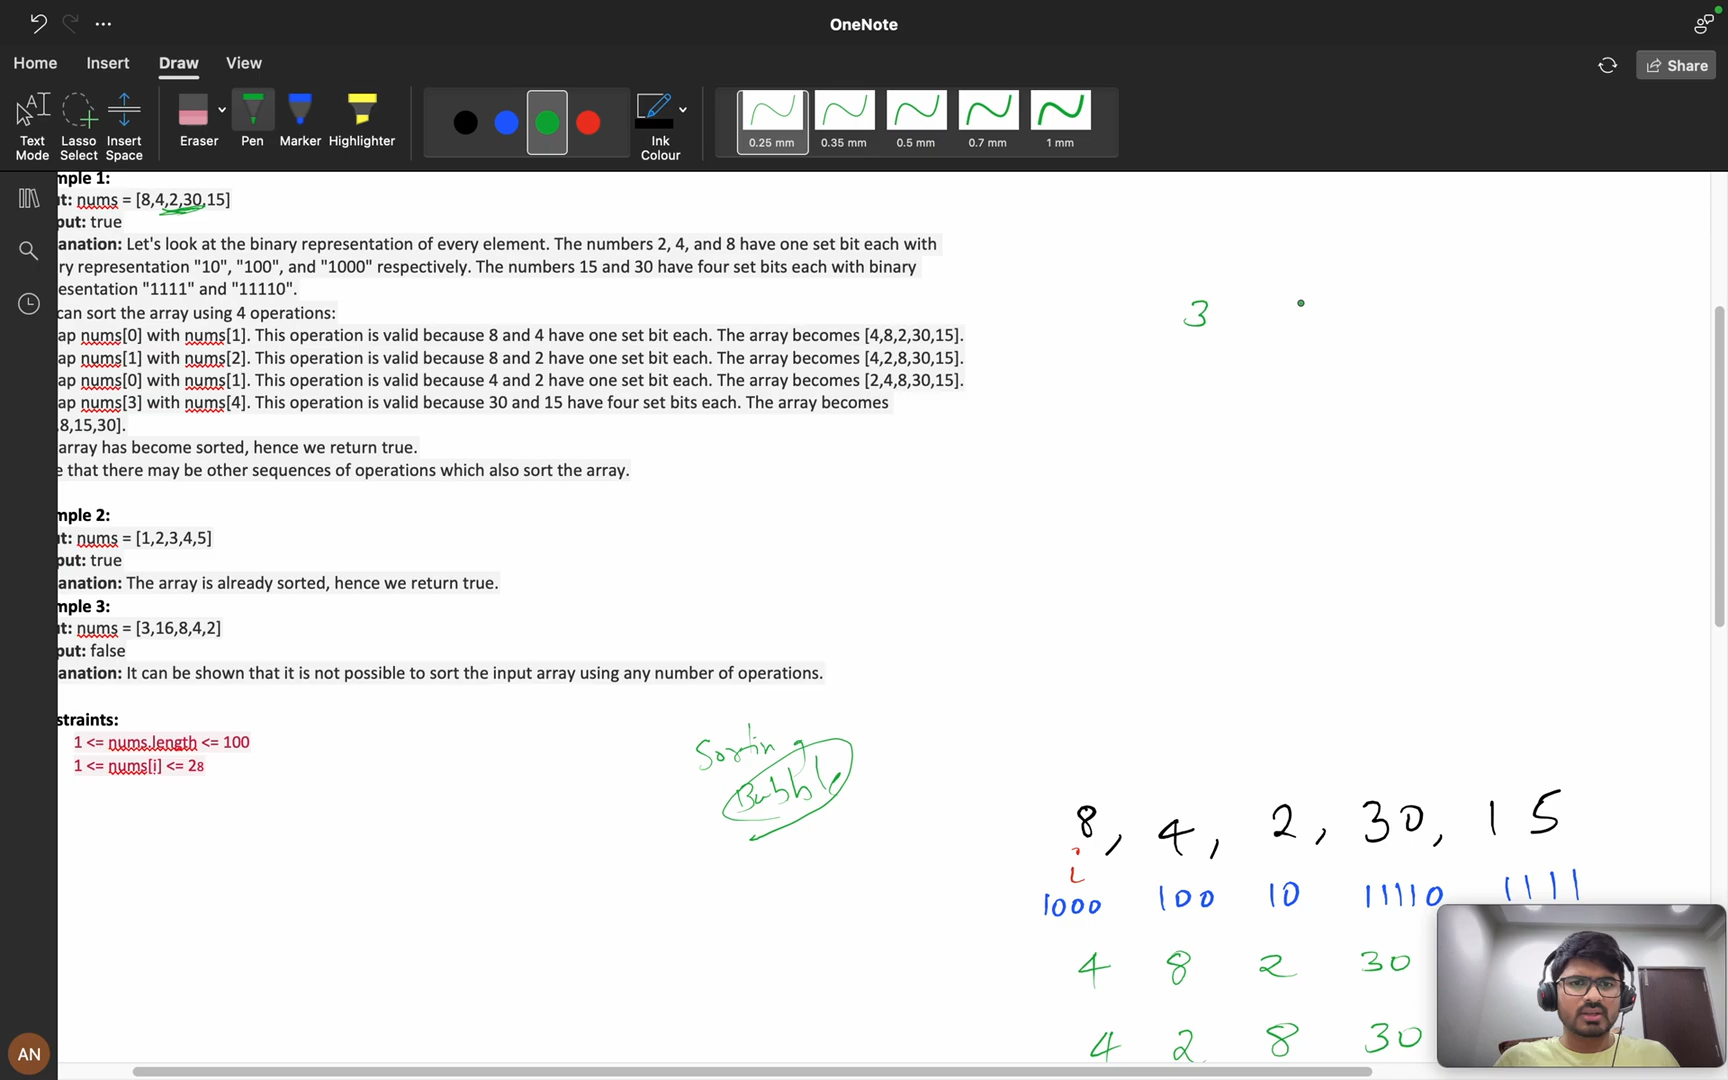 OneNote
Home Insert Draw View
Share
Text Mode
Lasso Select
Insert Space
Eraser
Pen
Marker
Highlighter
Ink Colour
0.25 mm
0.35 mm
0.5 mm
0.7 mm
1 mm
mple 1:
ut: nums = [8,4,2,30,15]
put: true
anation: Let's look at the binary representation of every element. The numbers 2, 4, and 8 have one set bit each with
ry representation "10", "100", and "1000" respectively. The numbers 15 and 30 have four set bits each with binary
esentation "1111" and "11110".
can sort the array using 4 operations:
ap nums[0] with nums[1]. This operation is valid because 8 and 4 have one set bit each. The array becomes [4,8,2,30,15].
ap nums[1] with nums[2]. This operation is valid because 8 and 2 have one set bit each. The array becomes [4,2,8,30,15].
ap nums[0] with nums[1]. This operation is valid because 4 and 2 have one set bit each. The array becomes [2,4,8,30,15].
ap nums[3] with nums[4]. This operation is valid because 30 and 15 have four set bits each. The array becomes
,8,15,30].
array has become sorted, hence we return true.
e that there may be other sequences of operations which also sort the array.
mple 2:
ut: nums = [1,2,3,4,5]
put: true
anation: The array is already sorted, hence we return true.
mple 3:
ut: nums = [3,16,8,4,2]
put: false
anation: It can be shown that it is not possible to sort the input array using any number of operations.
straints:
1 <= nums.length <= 100
1 <= nums[i] <= 28
3
Sorting
Bubble
8, 4, 2, 30, 15
i
1000 100 10 11110 1111
4 8 2 30
4 2 8 30
AN